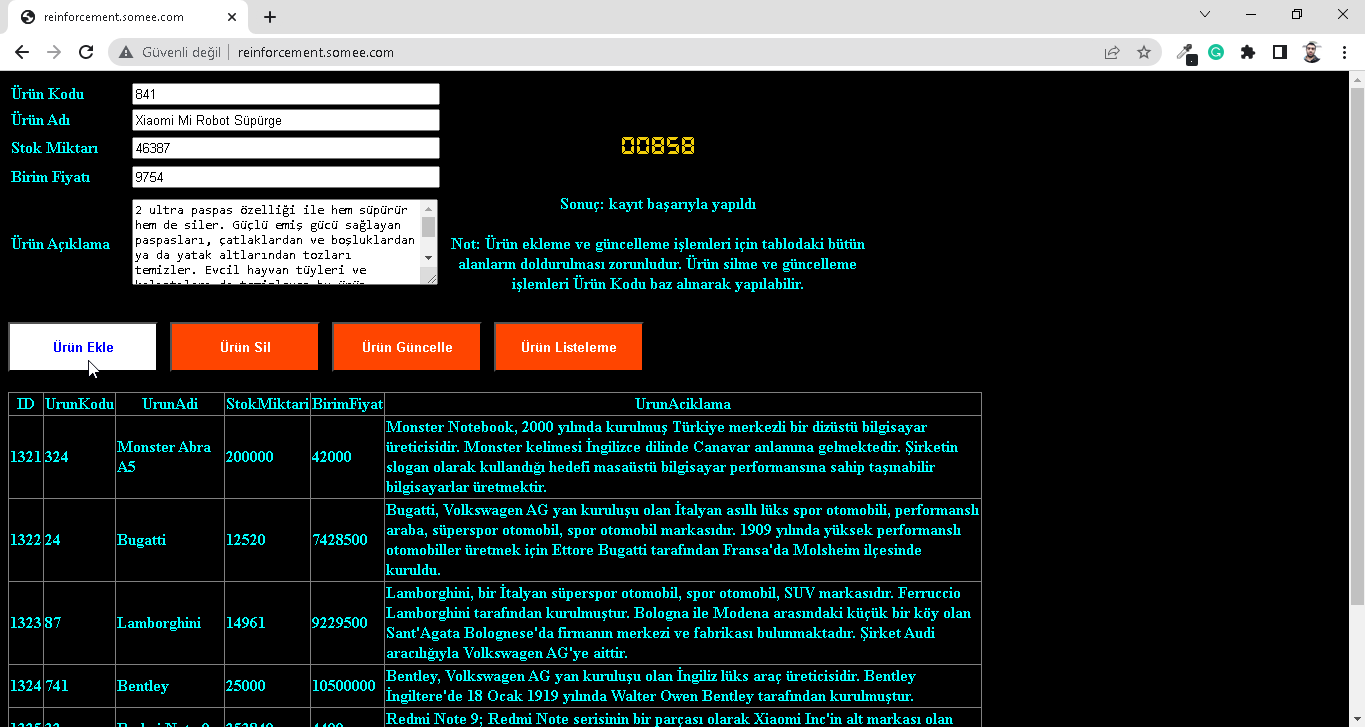 reinforcement.somee.com
Güvenli değil | reinforcement.somee.com
Ürün Kodu 841
Ürün Adı Xiaomi Mi Robot Süpürge
Stok Miktarı 46387
00858
Birim Fiyatı 9754
Ürün Açıklama
2 ultra paspas özelliği ile hem süpürür
hem de siler. Güçlü emiş gücü sağlayan
paspasları, çatlaklardan ve boşluklardan
ya da yatak altlarından tozları
temizler. Evcil hayvan tüyleri ve
Sonuç: kayıt başarıyla yapıldı
Not: Ürün ekleme ve güncelleme işlemleri için tablodaki bütün
alanların doldurulması zorunludur. Ürün silme ve güncelleme
işlemleri Ürün Kodu baz alınarak yapılabilir.
Ürün Ekle Ürün Sil Ürün Güncelle Ürün Listeleme
ID UrunKodu UrunAdi StokMiktari BirimFiyat UrunAciklama
1321 324 Monster Abra A5 200000 42000
Monster Notebook, 2000 yılında kurulmuş Türkiye merkezli bir dizüstü bilgisayar
üreticisidir. Monster kelimesi İngilizce dilinde Canavar anlamına gelmektedir. Şirketin
slogan olarak kullandığı hedefi masaüstü bilgisayar performansına sahip taşınabilir
bilgisayarlar üretmektir.
1322 24 Bugatti 12520 7428500
Bugatti, Volkswagen AG yan kuruluşu olan İtalyan asıllı lüks spor otomobili, performanslı
araba, süperspor otomobil, spor otomobil markasıdır. 1909 yılında yüksek performanslı
otomobiller üretmek için Ettore Bugatti tarafından Fransa'da Molsheim ilçesinde
kuruldu.
1323 87 Lamborghini 14961 9229500
Lamborghini, bir İtalyan süperspor otomobil, spor otomobil, SUV markasıdır. Ferruccio
Lamborghini tarafından kurulmuştur. Bologna ile Modena arasındaki küçük bir köy olan
Sant'Agata Bolognese'da firmanın merkezi ve fabrikası bulunmaktadır. Şirket Audi
aracılığıyla Volkswagen AG'ye aittir.
1324 741 Bentley 25000 10500000
Bentley, Volkswagen AG yan kuruluşu olan İngiliz lüks araç üreticisidir. Bentley
İngiltere'de 18 Ocak 1919 yılında Walter Owen Bentley tarafından kurulmuştur.
Redmi Note 9; Redmi Note serisinin bir parçası olarak Xiaomi Inc'in alt markası olan